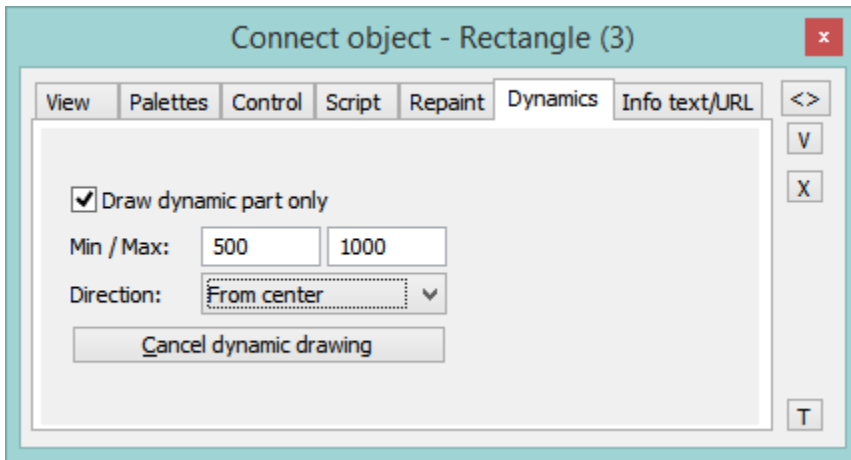 Connect object - Rectangle (3)
x
View Palettes Control Script Repaint Dynamics Info text/URL <>
V
X
Draw dynamic part only
Min / Max: 500 1000
Direction: From center
Cancel dynamic drawing
T